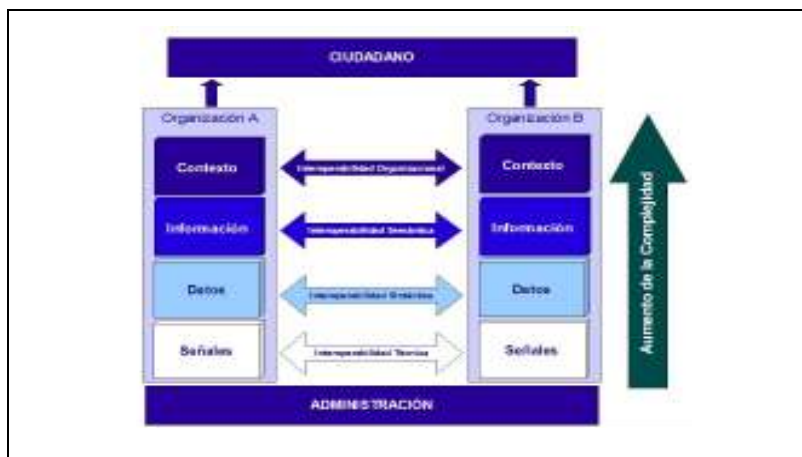 CIUDADANO
Organización A
Organización B
Contexto
Interoperabilidad Organizacional
Contexto
Información
Interoperabilidad Semántica
Información
Datos
Interoperabilidad Sintáctica
Datos
Señales
Interoperabilidad Técnica
Señales
ADMINISTRACIÓN
Aumento de la Complejidad